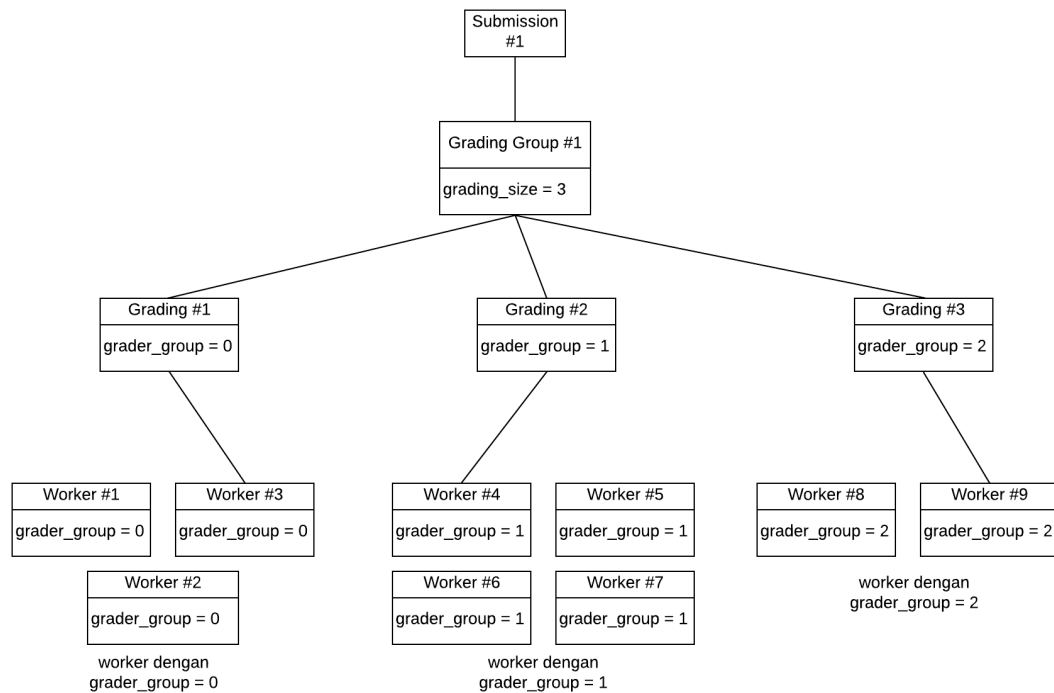 Submission
#1
Grading Group #1
grading_size = 3
Grading #1
grader_group = 0
Grading #2
grader_group = 1
Grading #3
grader_group = 2
Worker #1
grader_group = 0
Worker #3
grader_group = 0
Worker #2
grader_group = 0
worker dengan
grader_group = 0
Worker #4
grader_group = 1
Worker #5
grader_group = 1
Worker #6
grader_group = 1
Worker #7
grader_group = 1
worker dengan
grader_group = 1
Worker #8
grader_group = 2
Worker #9
grader_group = 2
worker dengan
grader_group = 2